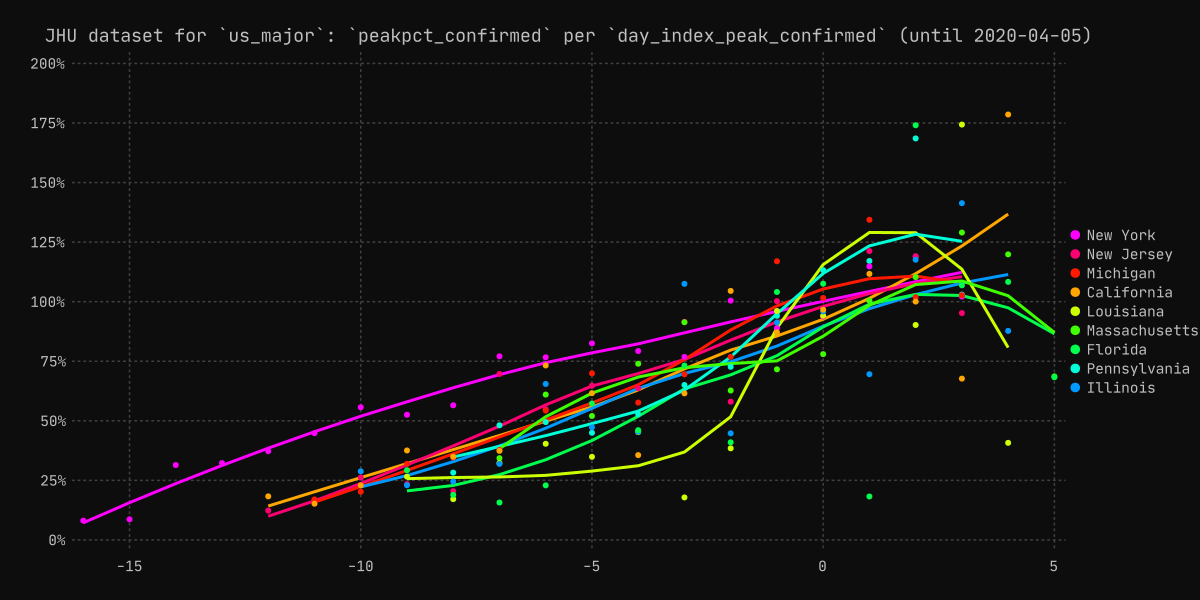 JHU dataset for `us_major`: `peakpct_confirmed` per `day_index_peak_confirmed` (until 2020-04-05)
200%
175%
150%
125%
100%
75%
50%
25%
0%
-15
-10
-5
0
5
New York
New Jersey
Michigan
California
Louisiana
Massachusetts
Florida
Pennsylvania
Illinois